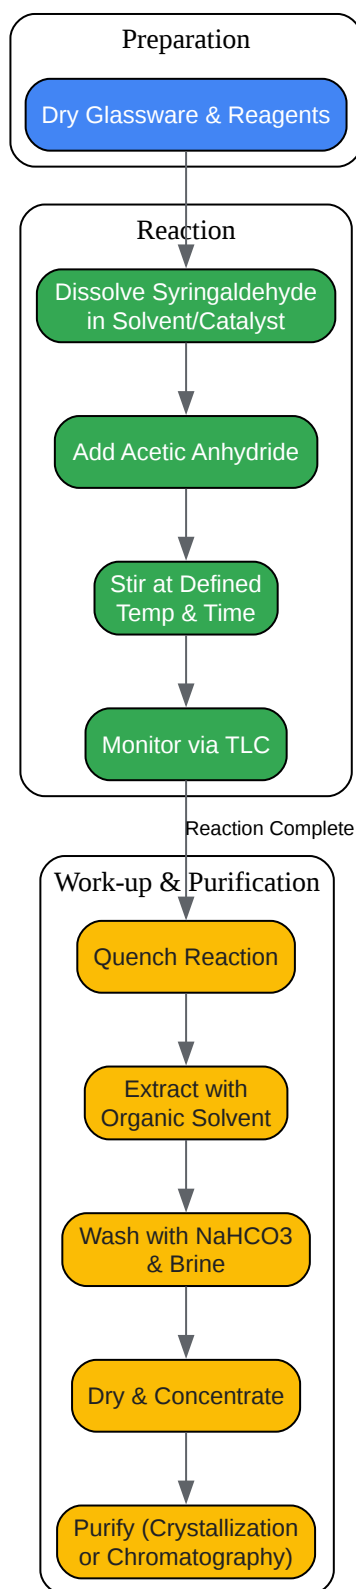 Preparation
Dry Glassware & Reagents
Reaction
Dissolve Syringaldehyde
in Solvent/Catalyst
Add Acetic Anhydride
Stir at Defined
Temp & Time
Monitor via TLC
Reaction Complete
Work-up & Purification
Quench Reaction
Extract with
Organic Solvent
Wash with NaHCO3
& Brine
Dry & Concentrate
Purify (Crystallization
or Chromatography)